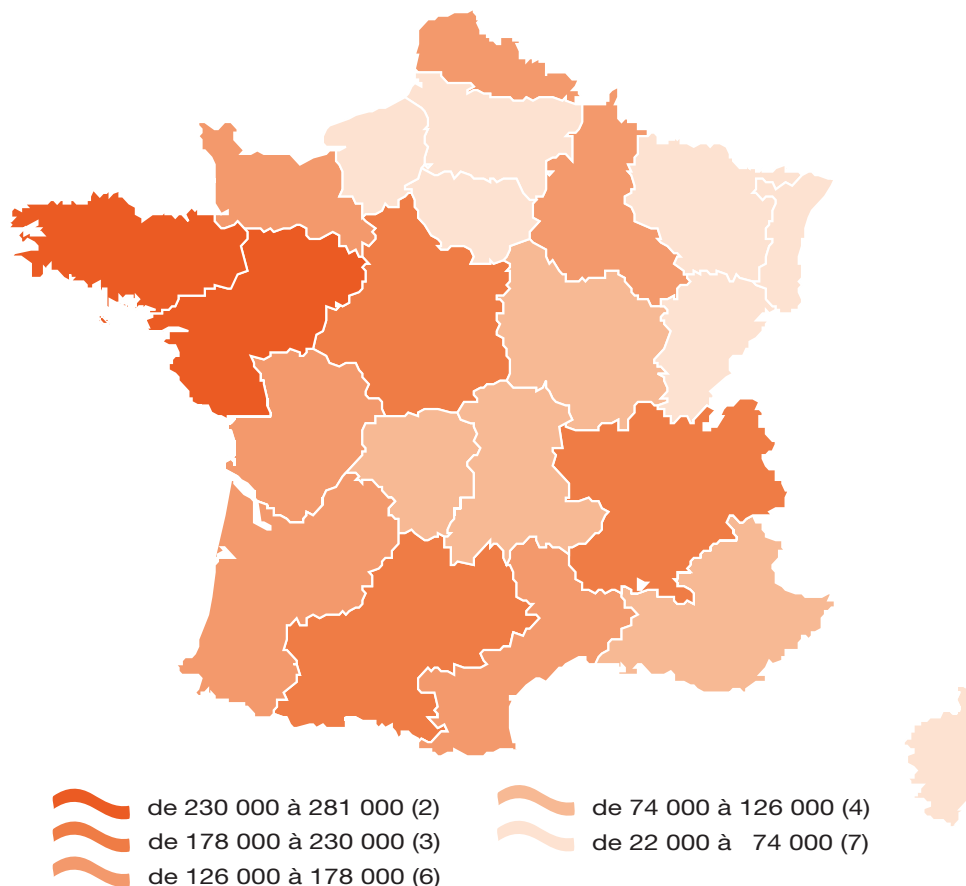 de 230 000 à 281 000 (2)
de 178 000 à 230 000 (3)
de 126 000 à 178 000 (6)
de 74 000 à 126 000 (4)
de 22 000 à 74 000 (7)